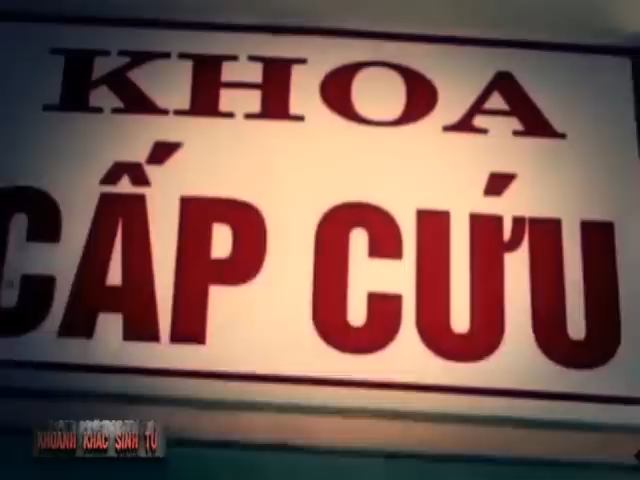 KHOA
CẤP CỨU
KHOẢNH KHẮC SINH TỬ